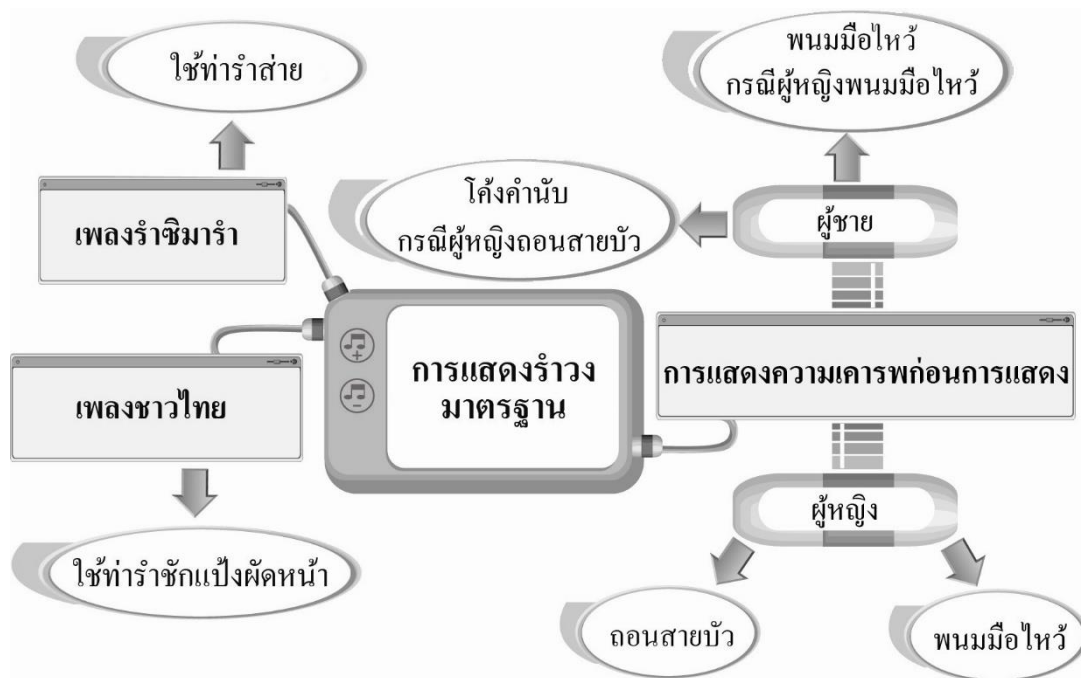 ใช้ท่ารำส่าย
พนมมือไหว้
กรณีผู้หญิงพนมมือไหว้
เพลงรำซิมารำ
โค้งคำนับ
กรณีผู้หญิงถอนสายบัว
ผู้ชาย
เพลงชาวไทย
การแสดงรำวง
มาตรฐาน
การแสดงความเคารพก่อนการแสดง
ผู้หญิง
ใช้ท่ารำชักแป้งผัดหน้า
ถอนสายบัว
พนมมือไหว้